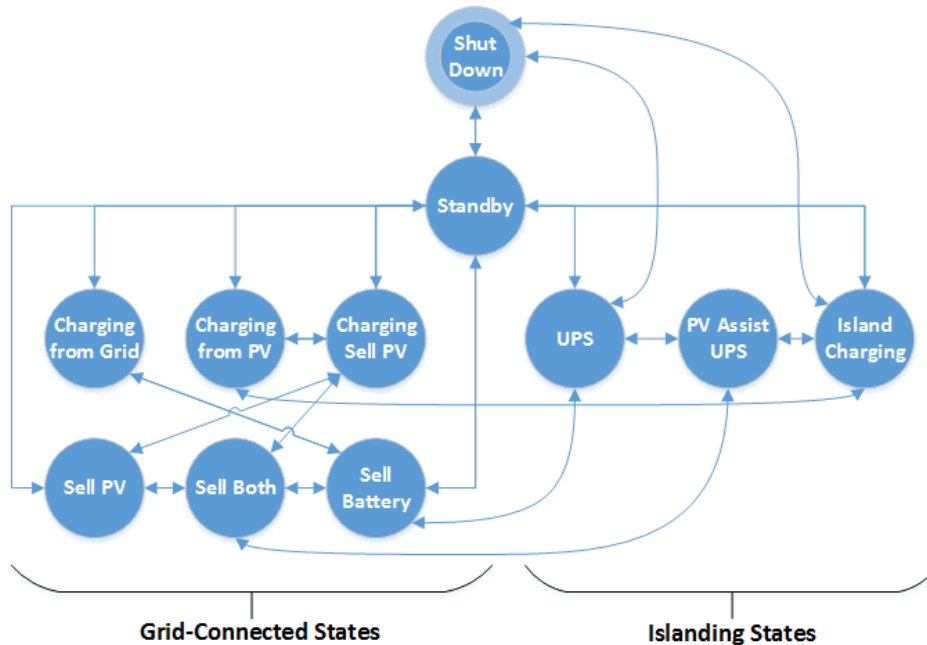 Shut
Down
Standby
Charging
from Grid
Charging
from PV
Charging
Sell PV
UPS
PV Assist
UPS
Island
Charging
Sell PV
Sell Both
Sell
Battery
Grid-Connected States
Islanding States